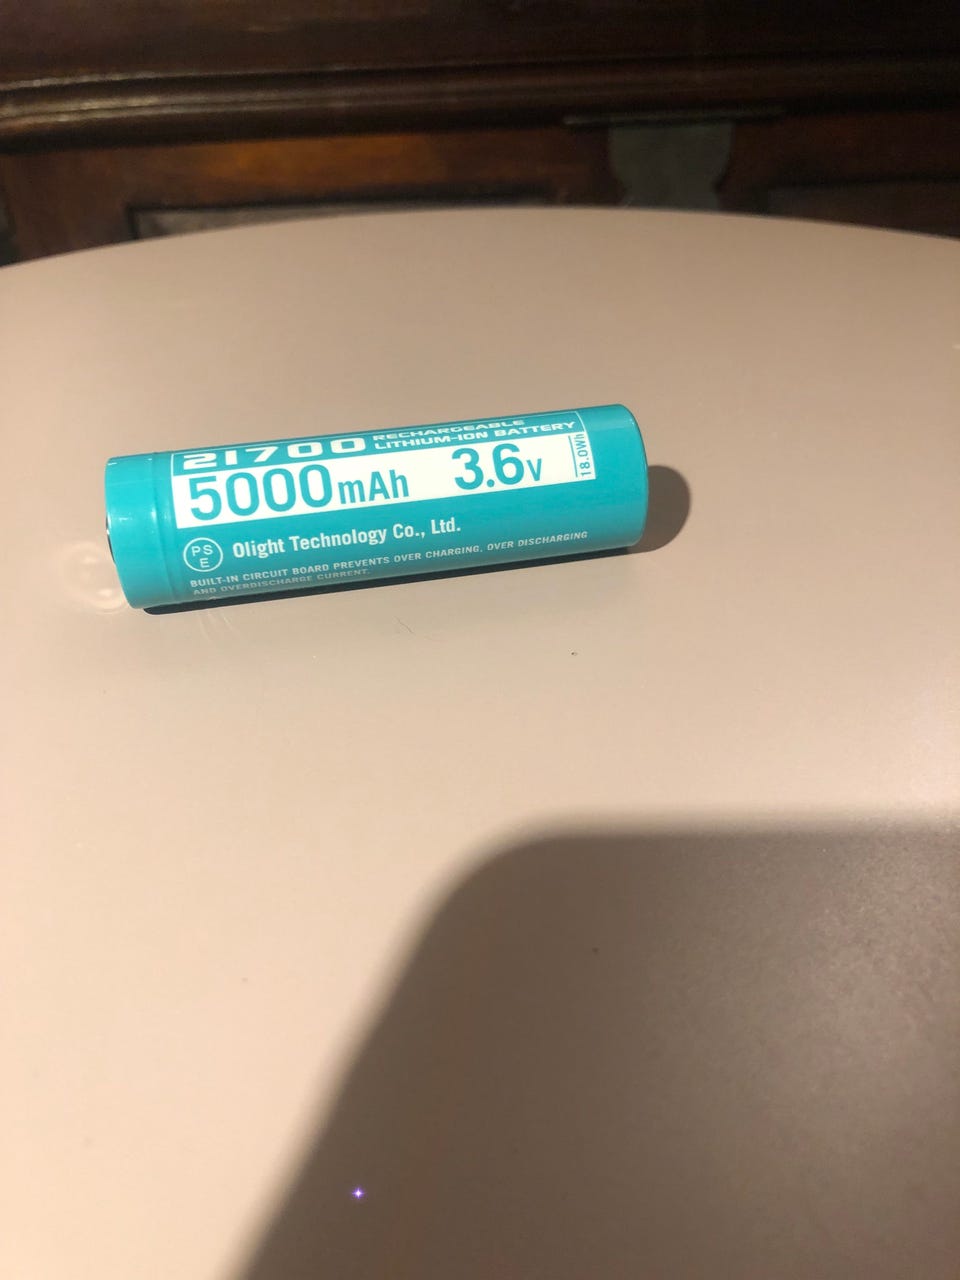 21700 RECHARGEABLE
LITHIUM-ION BATTERY
5000mAh 3.6V
18.0Wh
PS
E
Olight Technology Co., Ltd.
BUILT-IN CIRCUIT BOARD PREVENTS OVER CHARGING, OVER DISCHARGING
AND OVERDISCHARGE CURRENT.